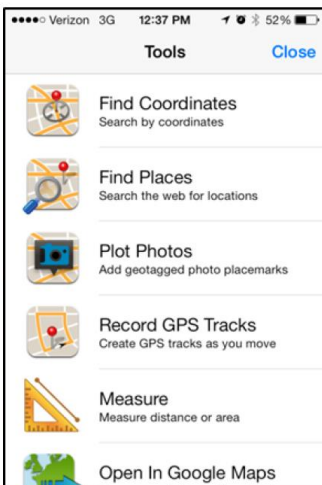 Verizon 3G 12:37 PM 52%
Tools Close
Find Coordinates
Search by coordinates
Find Places
Search the web for locations
Plot Photos
Add geotagged photo placemarks
Record GPS Tracks
Create GPS tracks as you move
Measure
Measure distance or area
Open In Google Maps